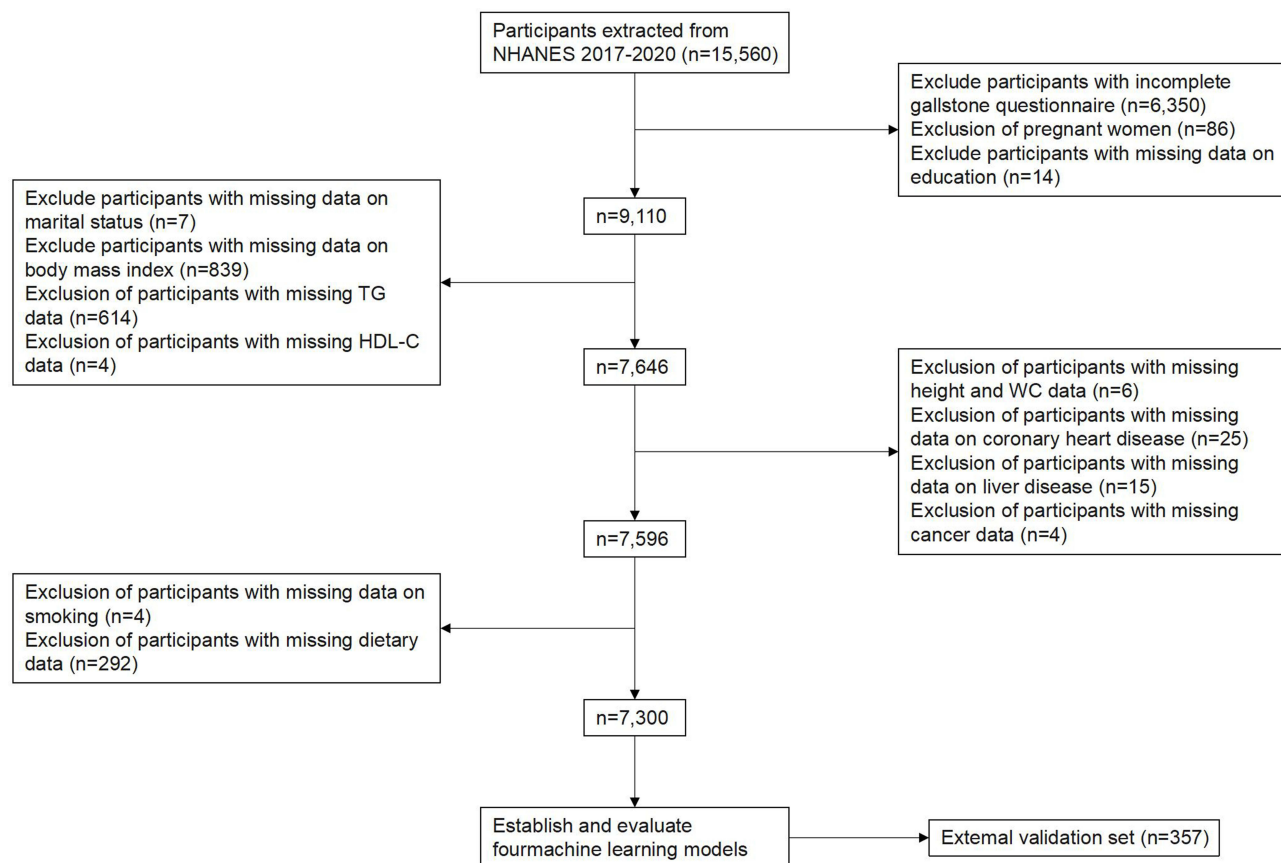 Participants extracted from
NHANES 2017-2020 (n=15,560)
Exclude participants with incomplete
gallstone questionnaire (n=6,350)
Exclusion of pregnant women (n=86)
Exclude participants with missing data on
education (n=14)
n=9,110
Exclude participants with missing data on
marital status (n=7)
Exclude participants with missing data on
body mass index (n=839)
Exclusion of participants with missing TG
data (n=614)
Exclusion of participants with missing HDL-C
data (n=4)
n=7,646
Exclusion of participants with missing
height and WC data (n=6)
Exclusion of participants with missing
data on coronary heart disease (n=25)
Exclusion of participants with missing
data on liver disease (n=15)
Exclusion of participants with missing
cancer data (n=4)
n=7,596
Exclusion of participants with missing data on
smoking (n=4)
Exclusion of participants with missing dietary
data (n=292)
n=7,300
Establish and evaluate
fourmachine learning models
External validation set (n=357)